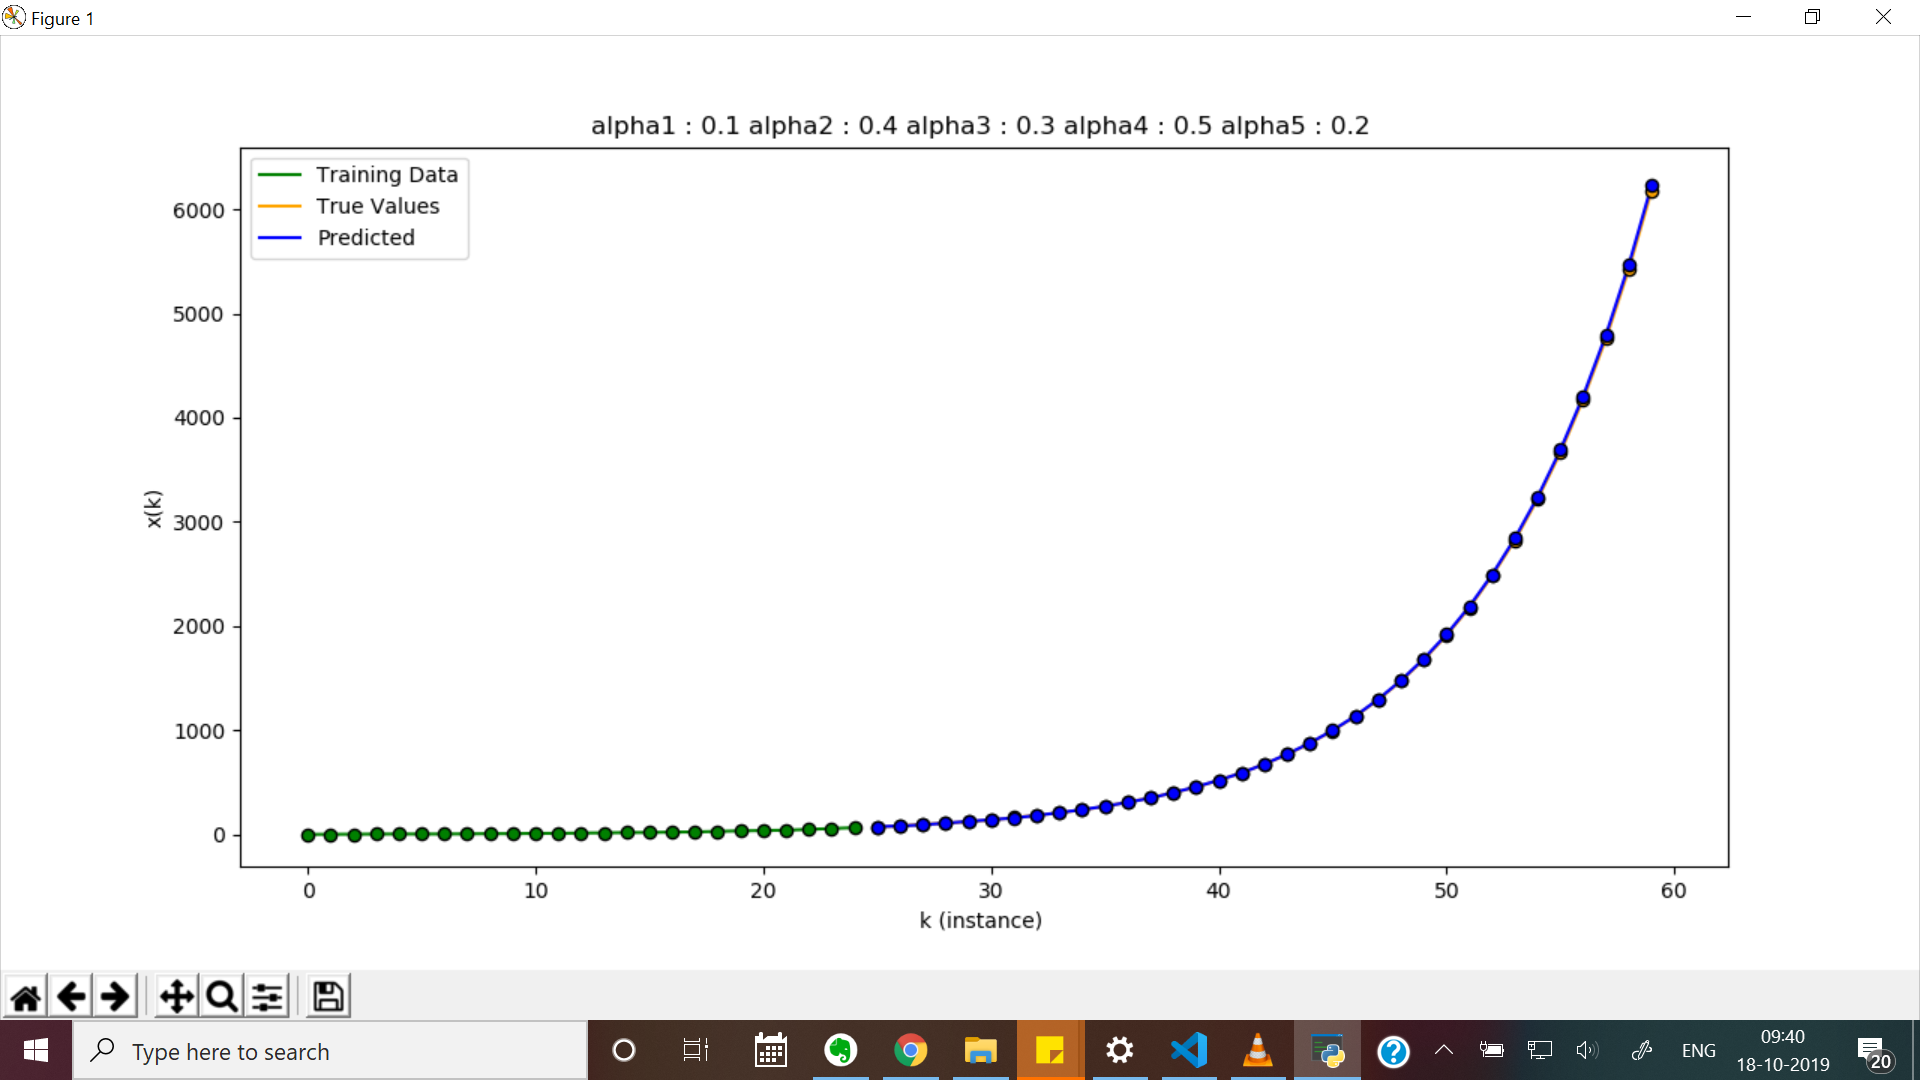 Figure 1
alpha1 : 0.1 alpha2 : 0.4 alpha3 : 0.3 alpha4 : 0.5 alpha5 : 0.2
Training Data
True Values
Predicted
6000
5000
4000
3000
2000
1000
0
x(k)
0 10 20 30 40 50 60
k (instance)
Type here to search
ENG
09:40
18-10-2019
20